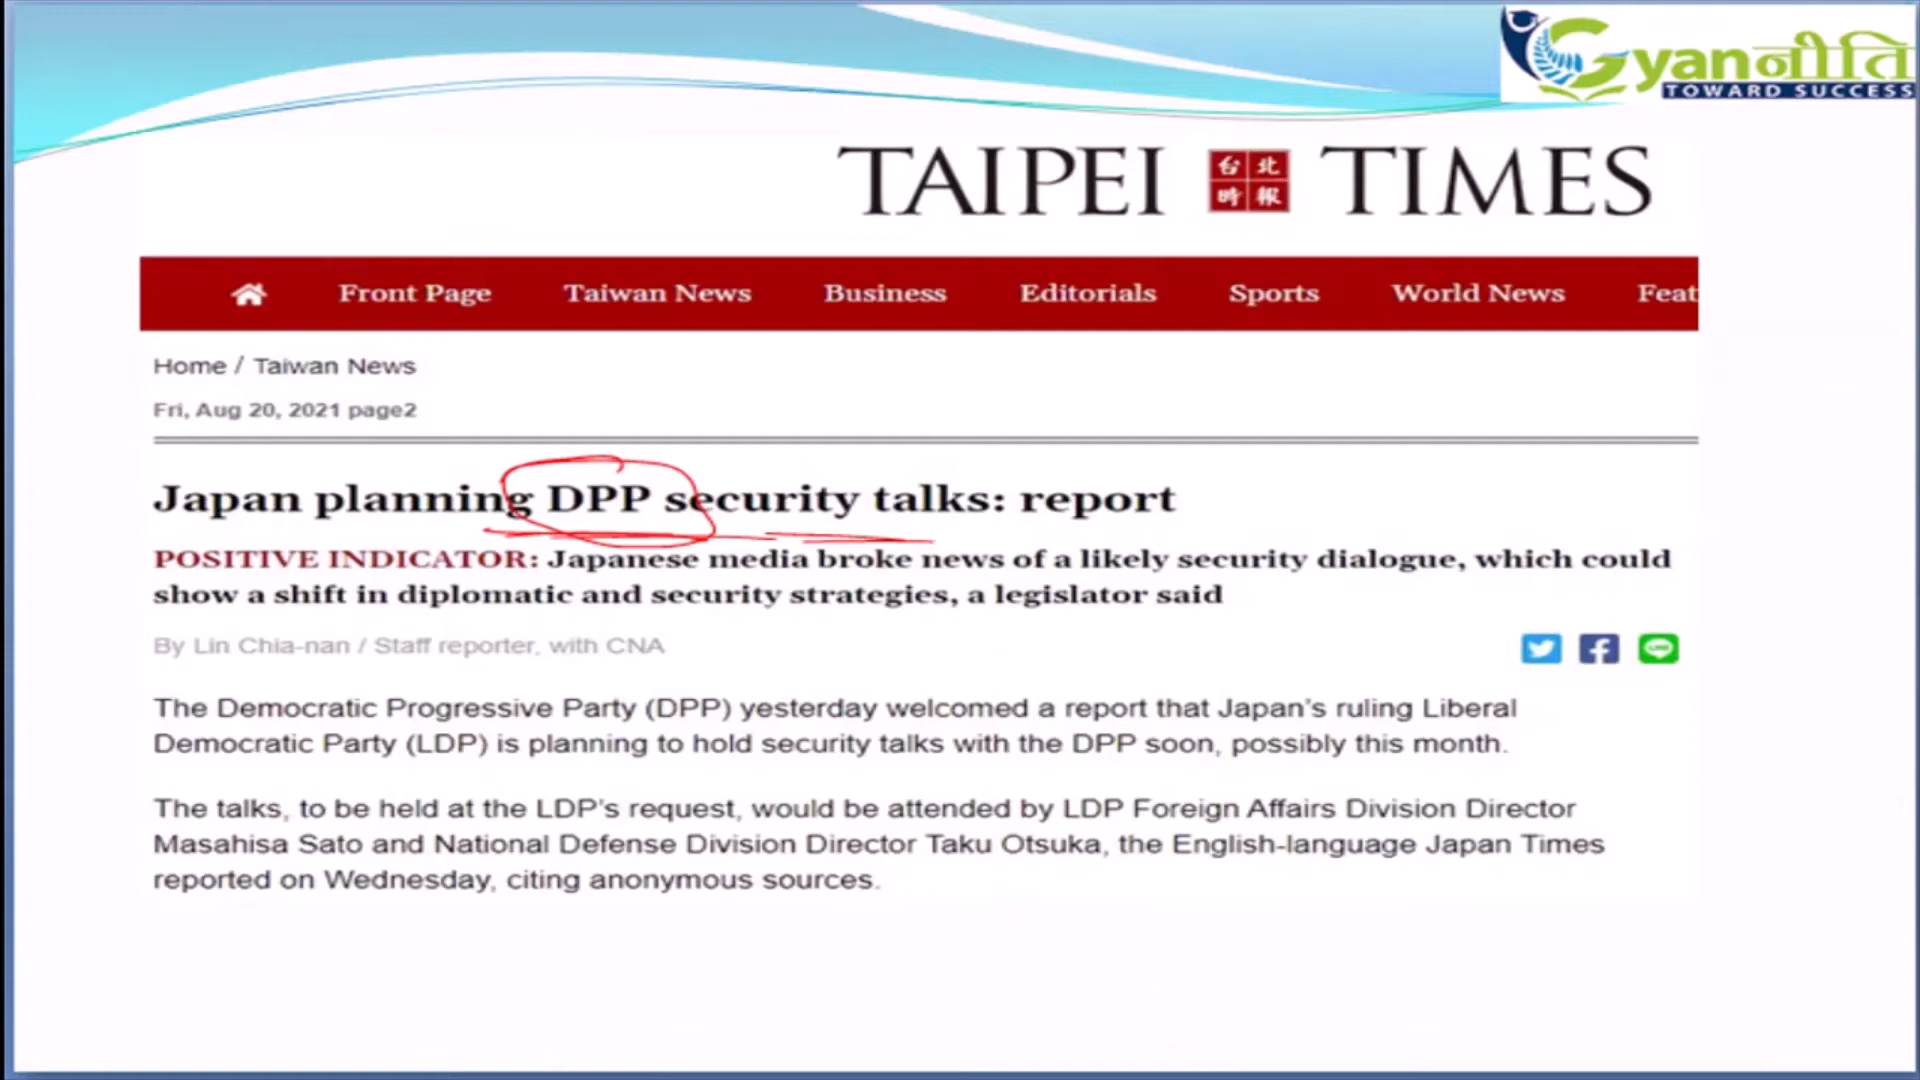 Gyanनीति
TOWARD SUCCESS
TAIPEI 台北時報 TIMES
Front Page Taiwan News Business Editorials Sports World News Feat
Home / Taiwan News
Fri, Aug 20, 2021 page2
Japan planning DPP security talks: report
POSITIVE INDICATOR: Japanese media broke news of a likely security dialogue, which could
show a shift in diplomatic and security strategies, a legislator said
By Lin Chia-nan / Staff reporter, with CNA
The Democratic Progressive Party (DPP) yesterday welcomed a report that Japan's ruling Liberal
Democratic Party (LDP) is planning to hold security talks with the DPP soon, possibly this month.
The talks, to be held at the LDP's request, would be attended by LDP Foreign Affairs Division Director
Masahisa Sato and National Defense Division Director Taku Otsuka, the English-language Japan Times
reported on Wednesday, citing anonymous sources.